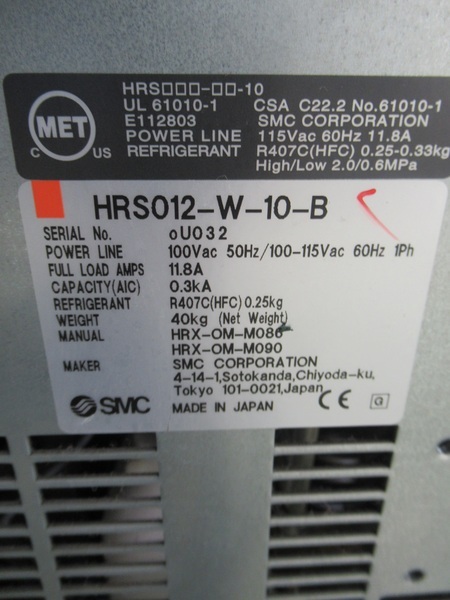 HRS□□□-□□-10
UL 61010-1 CSA C22.2 No.61010-1
E112803 SMC CORPORATION
POWER LINE 115Vac 60Hz 11.8A
REFRIGERANT R407C(HFC) 0.25-0.33kg
High/Low 2.0/0.6MPa
MET
C US
HRS012-W-10-B
SERIAL No. oU032
POWER LINE 100Vac 50Hz/100-115Vac 60Hz 1Ph
FULL LOAD AMPS 11.8A
CAPACITY(AIC) 0.3kA
REFRIGERANT R407C(HFC) 0.25kg
WEIGHT 40kg (Net Weight)
MANUAL HRX-OM-M086
HRX-OM-M090
MAKER SMC CORPORATION
4-14-1,Sotokanda,Chiyoda-ku,
Tokyo 101-0021,Japan
SMC MADE IN JAPAN CE G